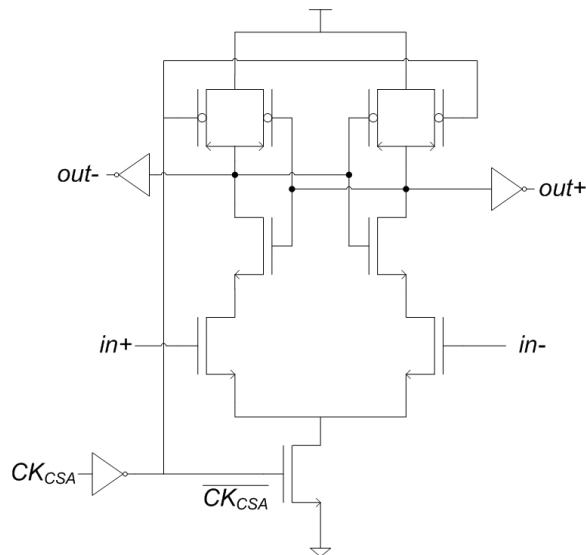 out-
out+
in+
in-
CK_CSA
\overline{CK_CSA}